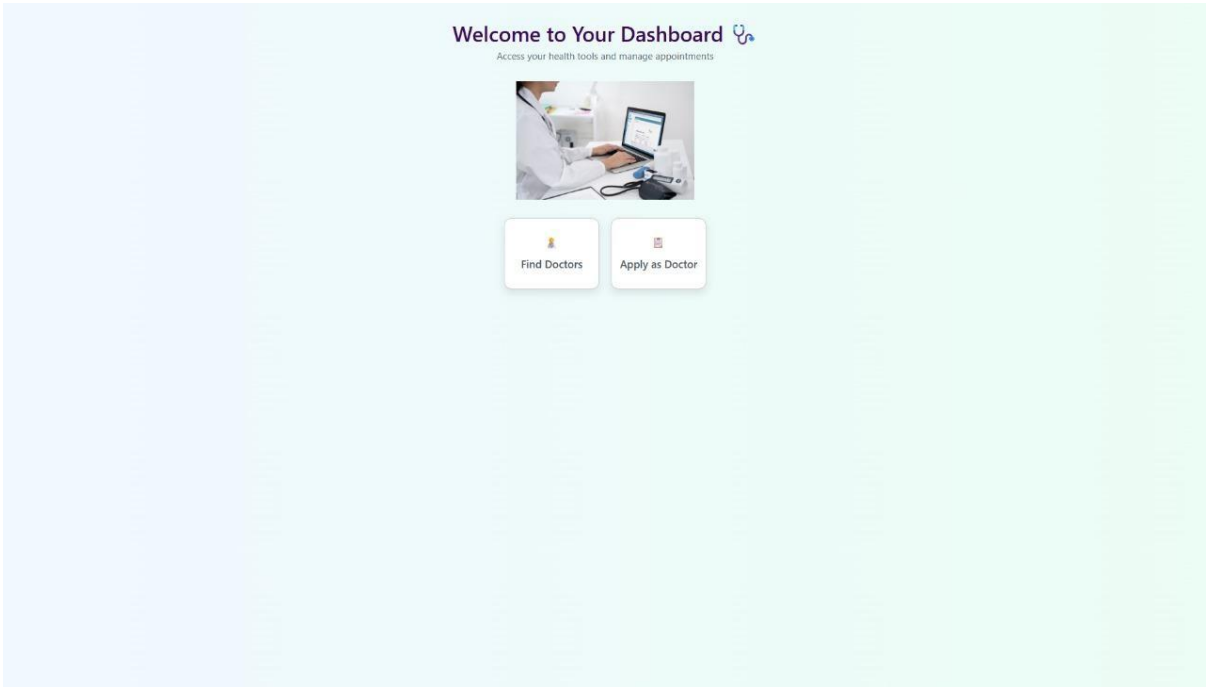 Welcome to Your Dashboard 🩺
Access your health tools and manage appointments
Find Doctors
Apply as Doctor